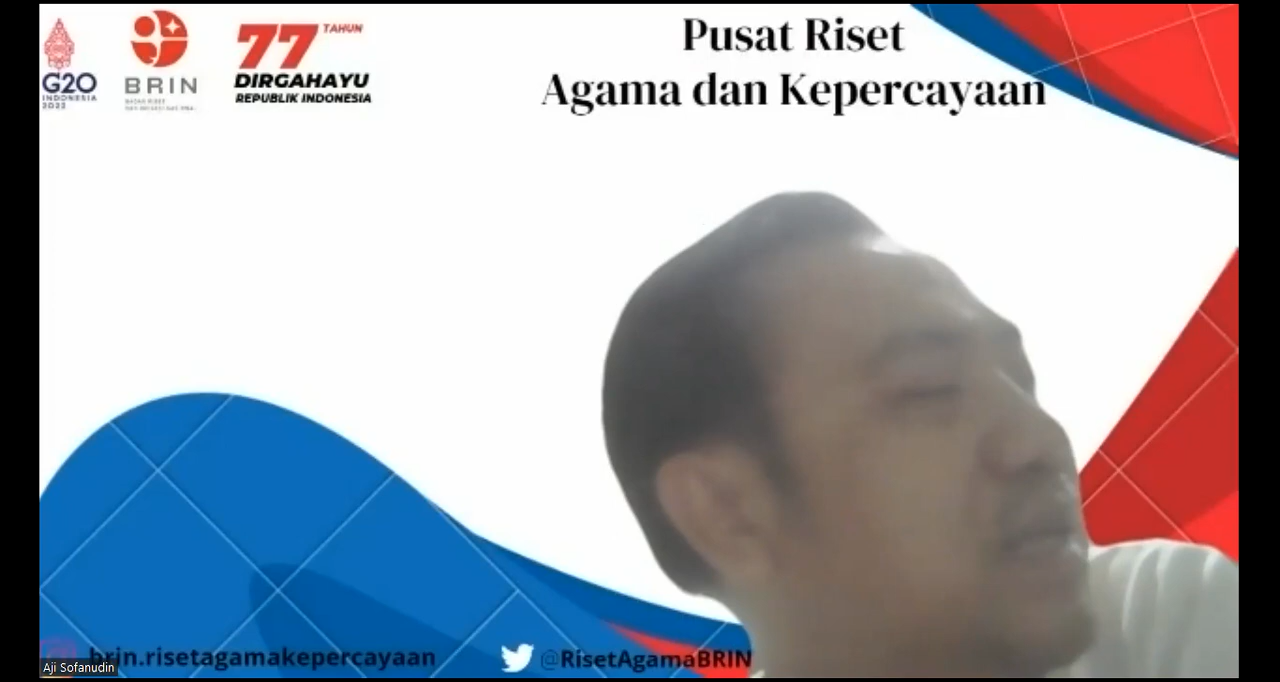 G20
INDONESIA
2022
BRIN
77 TAHUN
DIRGAHAYU
REPUBLIK INDONESIA
Pusat Riset
Agama dan Kepercayaan
brin.risetagamakepercayaan
@RisetAgamaBRIN
Aji Sofanudin